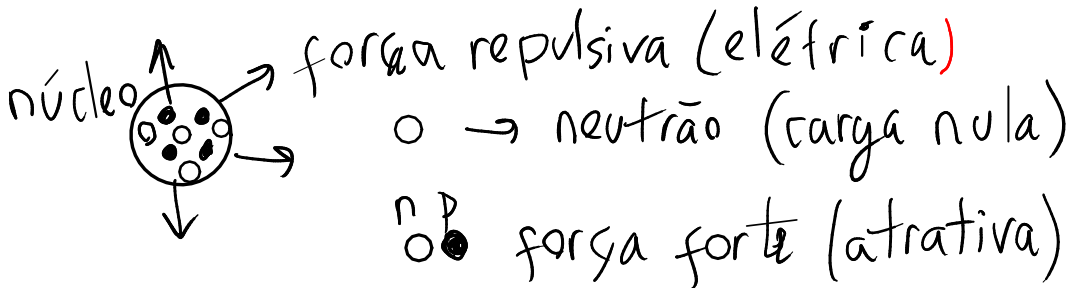 força repulsiva (elétrica)
núcleo
neutrão (carga nula)
n p
força forte (atrativa)